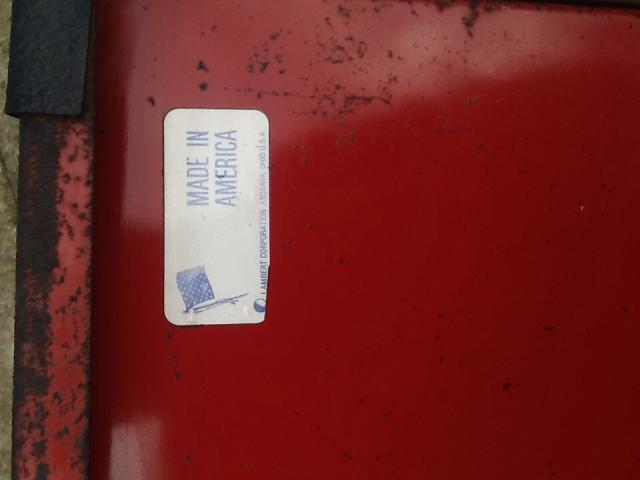 MADE IN
AMERICA
LAMBERT CORPORATION ANSONIA, OHIO U.S.A.